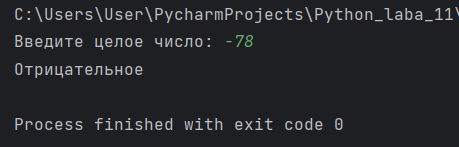 C:\Users\User\PycharmProjects\Python_laba_11\
Введите целое число: -78
Отрицательное
Process finished with exit code 0